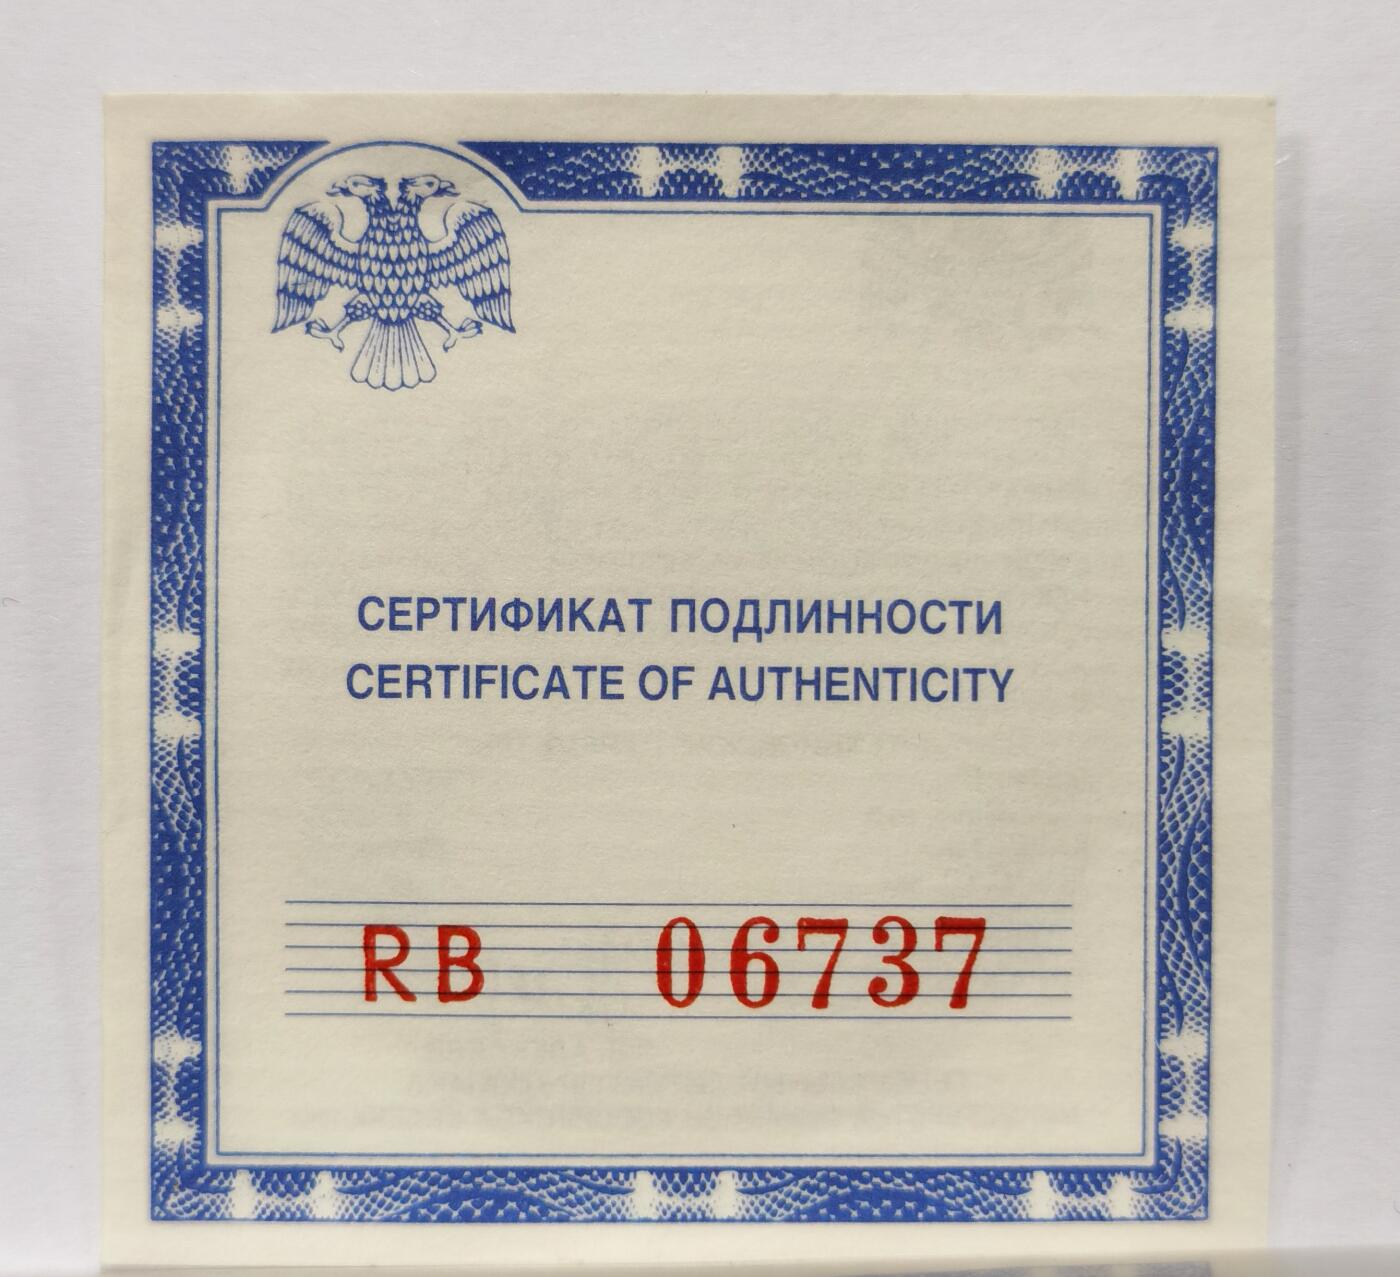 СЕРТИФИКАТ ПОДЛИННОСТИ
CERTIFICATE OF AUTHENTICITY
RB 06737